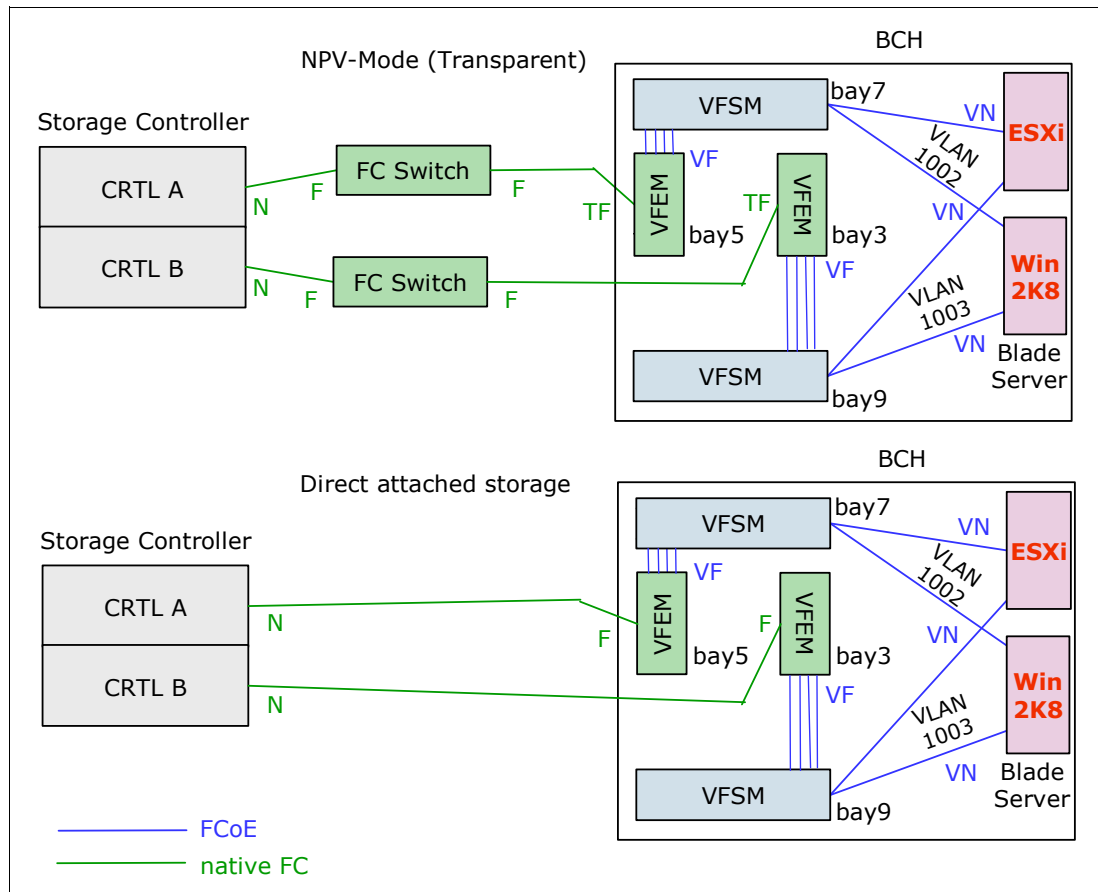 BCH
NPV-Mode (Transparent)
bay7
VFSM
VN
ESXi
Storage Controller
VLAN
1002
VF
FC Switch
CRTL A
F
F
N
TF
VFEM
bay5
TF
VFEM
bay3
VN
Win
2K8
CRTL B
N
F
FC Switch
F
VF
VLAN
1003
VN
Blade
Server
VFSM
bay9
BCH
Direct attached storage
bay7
VFSM
VN
ESXi
Storage Controller
VLAN
1002
VF
CRTL A
N
F
VFEM
bay5
F
VFEM
bay3
VN
CRTL B
N
VF
Win
2K8
VLAN
1003
VN
Blade
Server
VFSM
bay9
FCoE
native FC